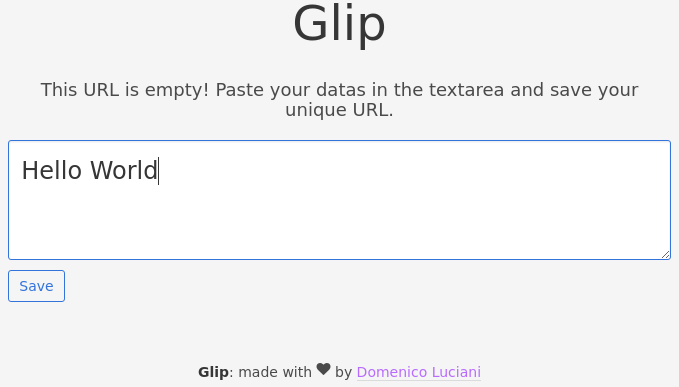 Glip
This URL is empty! Paste your datas in the textarea and save your
unique URL.
Hello World
Save
Glip: made with ♥ by Domenico Luciani